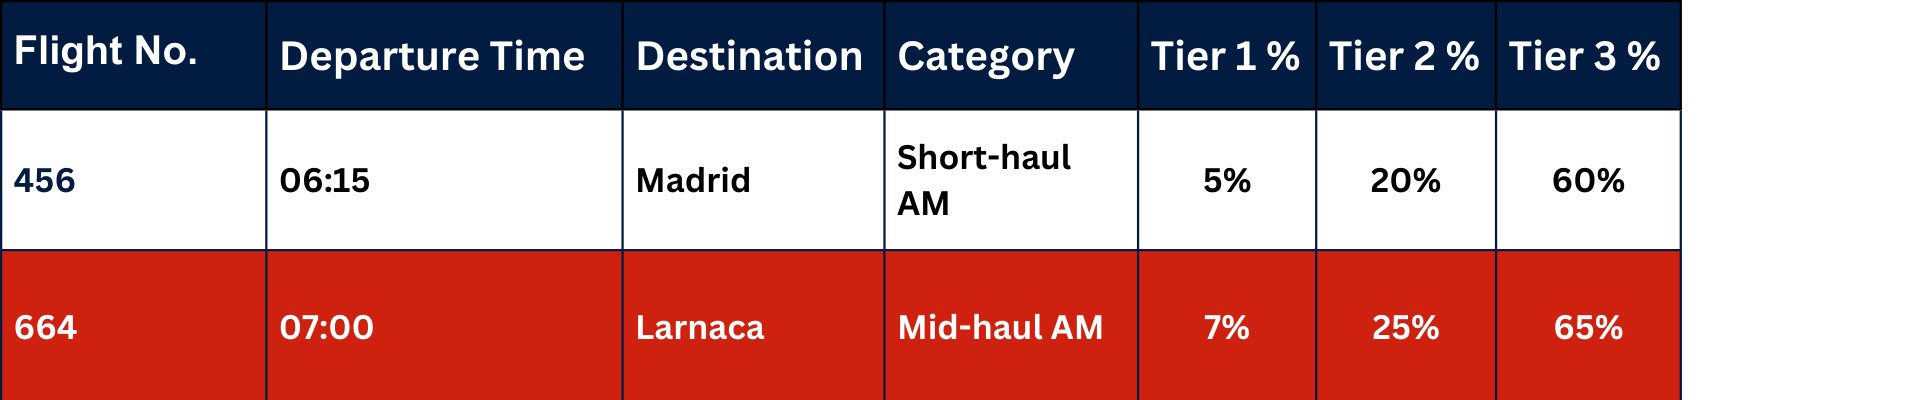 Flight No. Departure Time Destination Category Tier 1 % Tier 2 % Tier 3 %
456 06:15 Madrid Short-haul AM 5% 20% 60%
664 07:00 Larnaca Mid-haul AM 7% 25% 65%